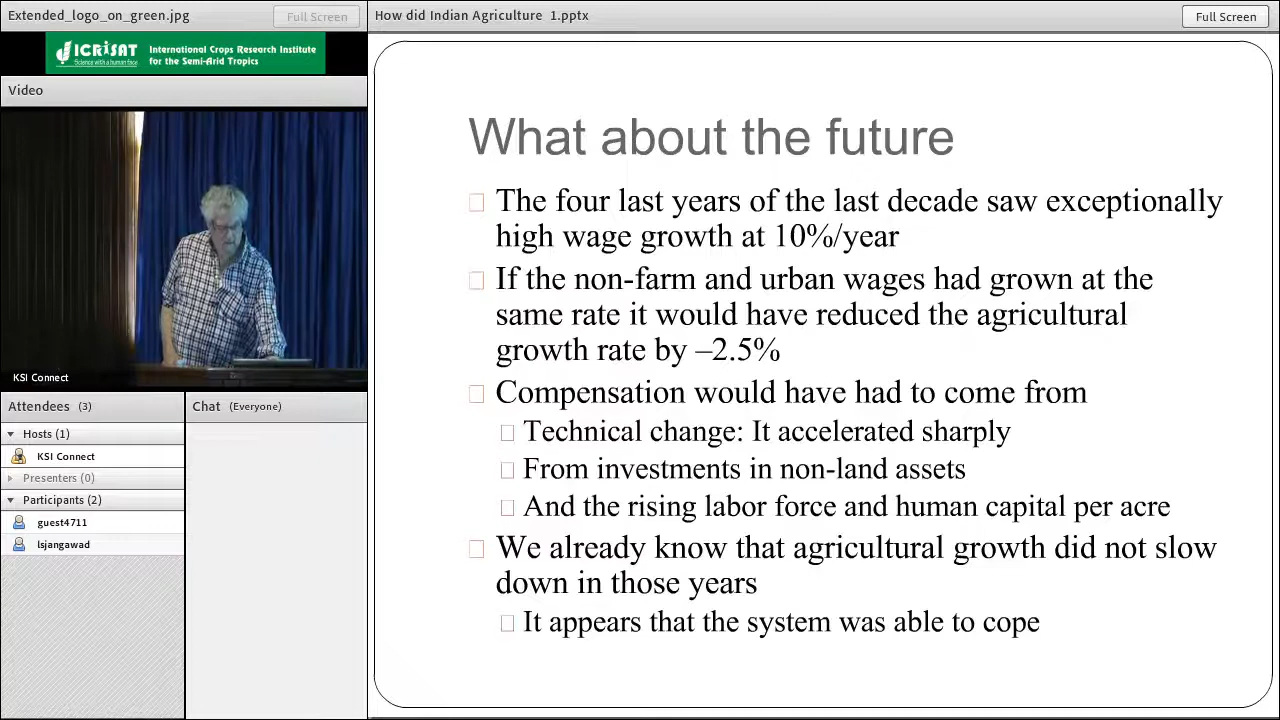 Extended_logo_on_green.jpg
Full Screen
How did Indian Agriculture 1.pptx
Full Screen
ICRISAT
Science with a human face
International Crops Research Institute
for the Semi-Arid Tropics
Video
KSI Connect
Attendees (3)
Hosts (1)
KSI Connect
Presenters (0)
Participants (2)
guest4711
lsjangawad
Chat (Everyone)
What about the future
The four last years of the last decade saw exceptionally
high wage growth at 10%/year
If the non-farm and urban wages had grown at the
same rate it would have reduced the agricultural
growth rate by –2.5%
Compensation would have had to come from
Technical change: It accelerated sharply
From investments in non-land assets
And the rising labor force and human capital per acre
We already know that agricultural growth did not slow
down in those years
It appears that the system was able to cope